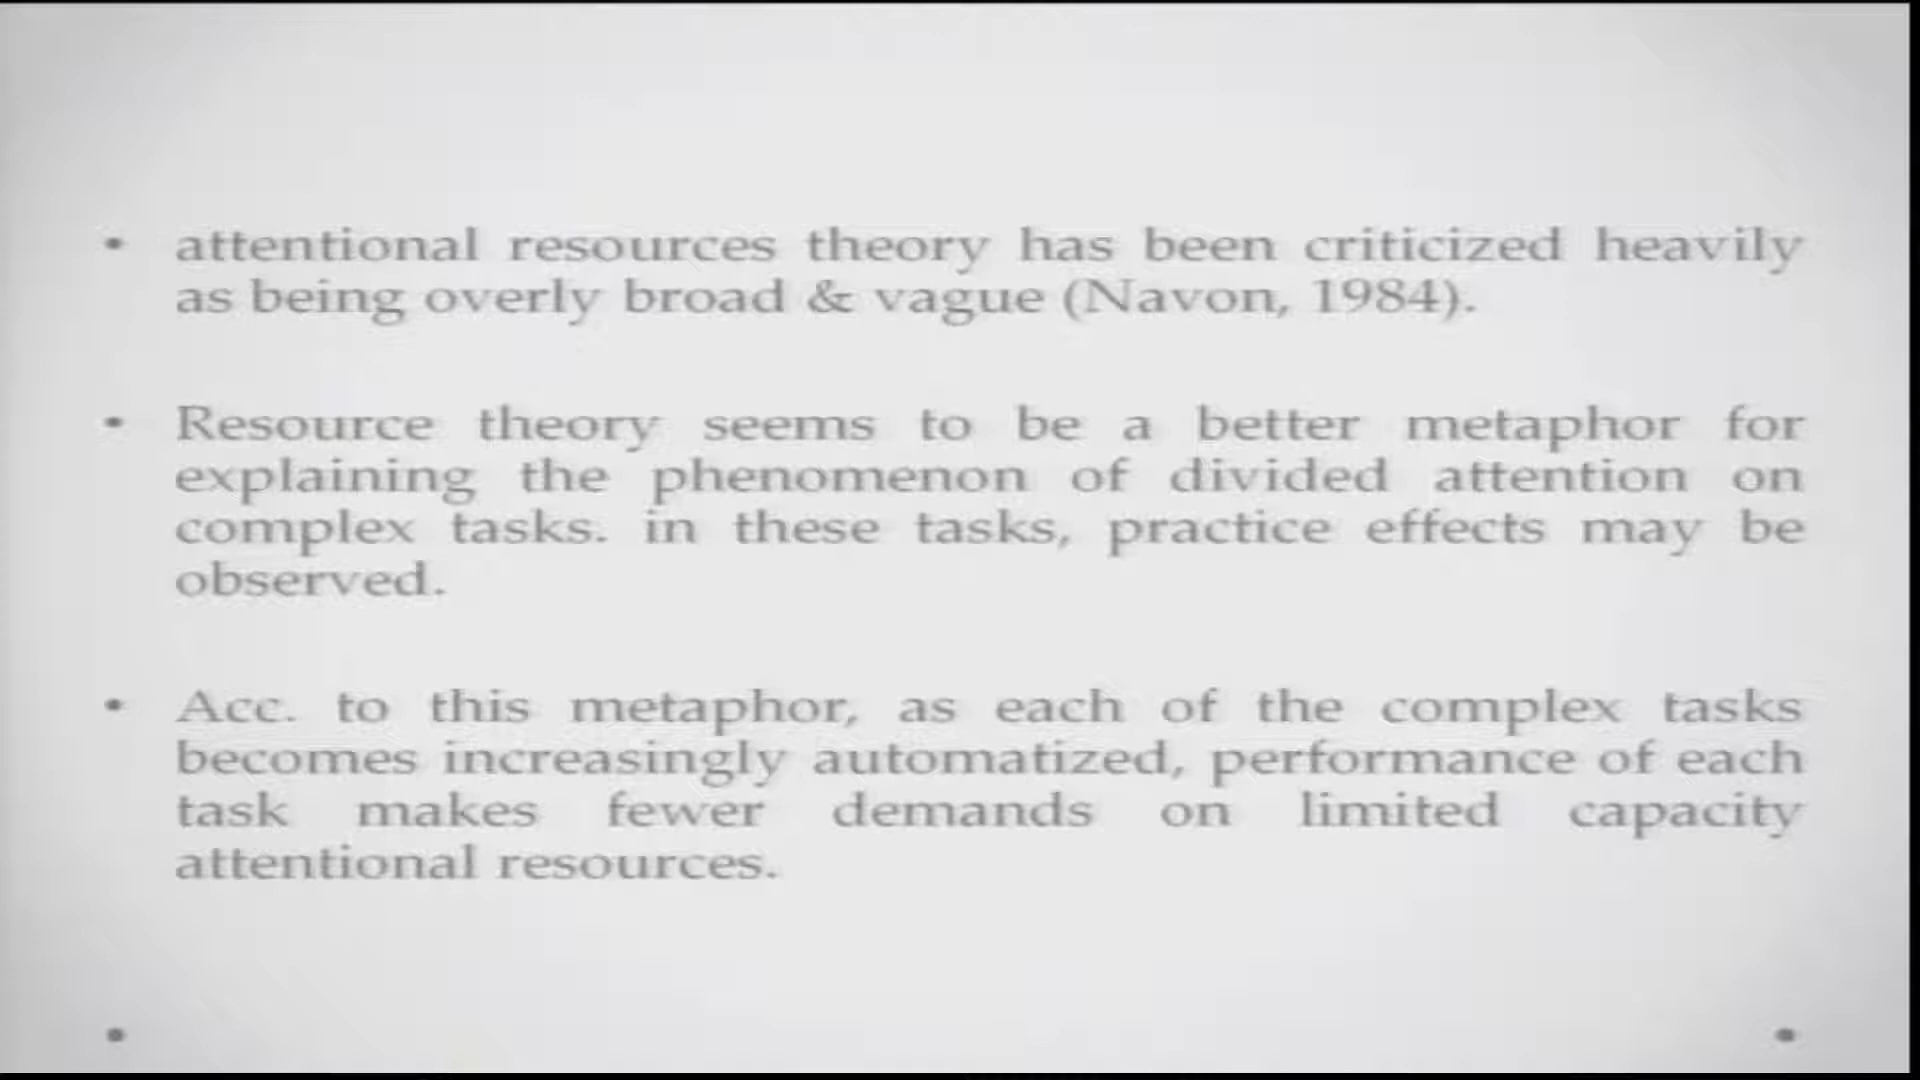 • attentional resources theory has been criticized heavily
as being overly broad & vague (Navon, 1984).
• Resource theory seems to be a better metaphor for
explaining the phenomenon of divided attention on
complex tasks. in these tasks, practice effects may be
observed.
• Acc. to this metaphor, as each of the complex tasks
becomes increasingly automatized, performance of each
task makes fewer demands on limited capacity
attentional resources.